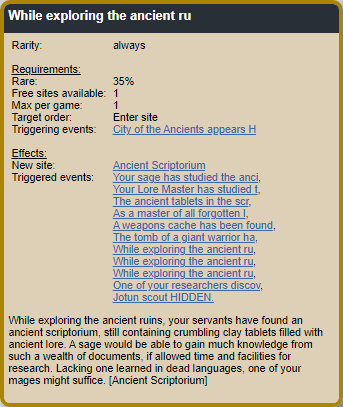 While exploring the ancient ru
Rarity: always
Requirements:
Rare: 35%
Free sites available: 1
Max per game: 1
Target order: Enter site
Triggering events: City of the Ancients appears H
Effects:
New site: Ancient Scriptorium
Triggered events: Your sage has studied the anci,
Your Lore Master has studied t,
The ancient tablets in the scr,
As a master of all forgotten l,
A weapons cache has been found,
The tomb of a giant warrior ha,
While exploring the ancient ru,
While exploring the ancient ru,
While exploring the ancient ru,
One of your researchers discov,
Jotun scout HIDDEN.
While exploring the ancient ruins, your servants have found an
ancient scriptorium, still containing crumbling clay tablets filled with
ancient lore. A sage would be able to gain much knowledge from
such a wealth of documents, if allowed time and facilities for
research. Lacking one learned in dead languages, one of your
mages might suffice. [Ancient Scriptorium]